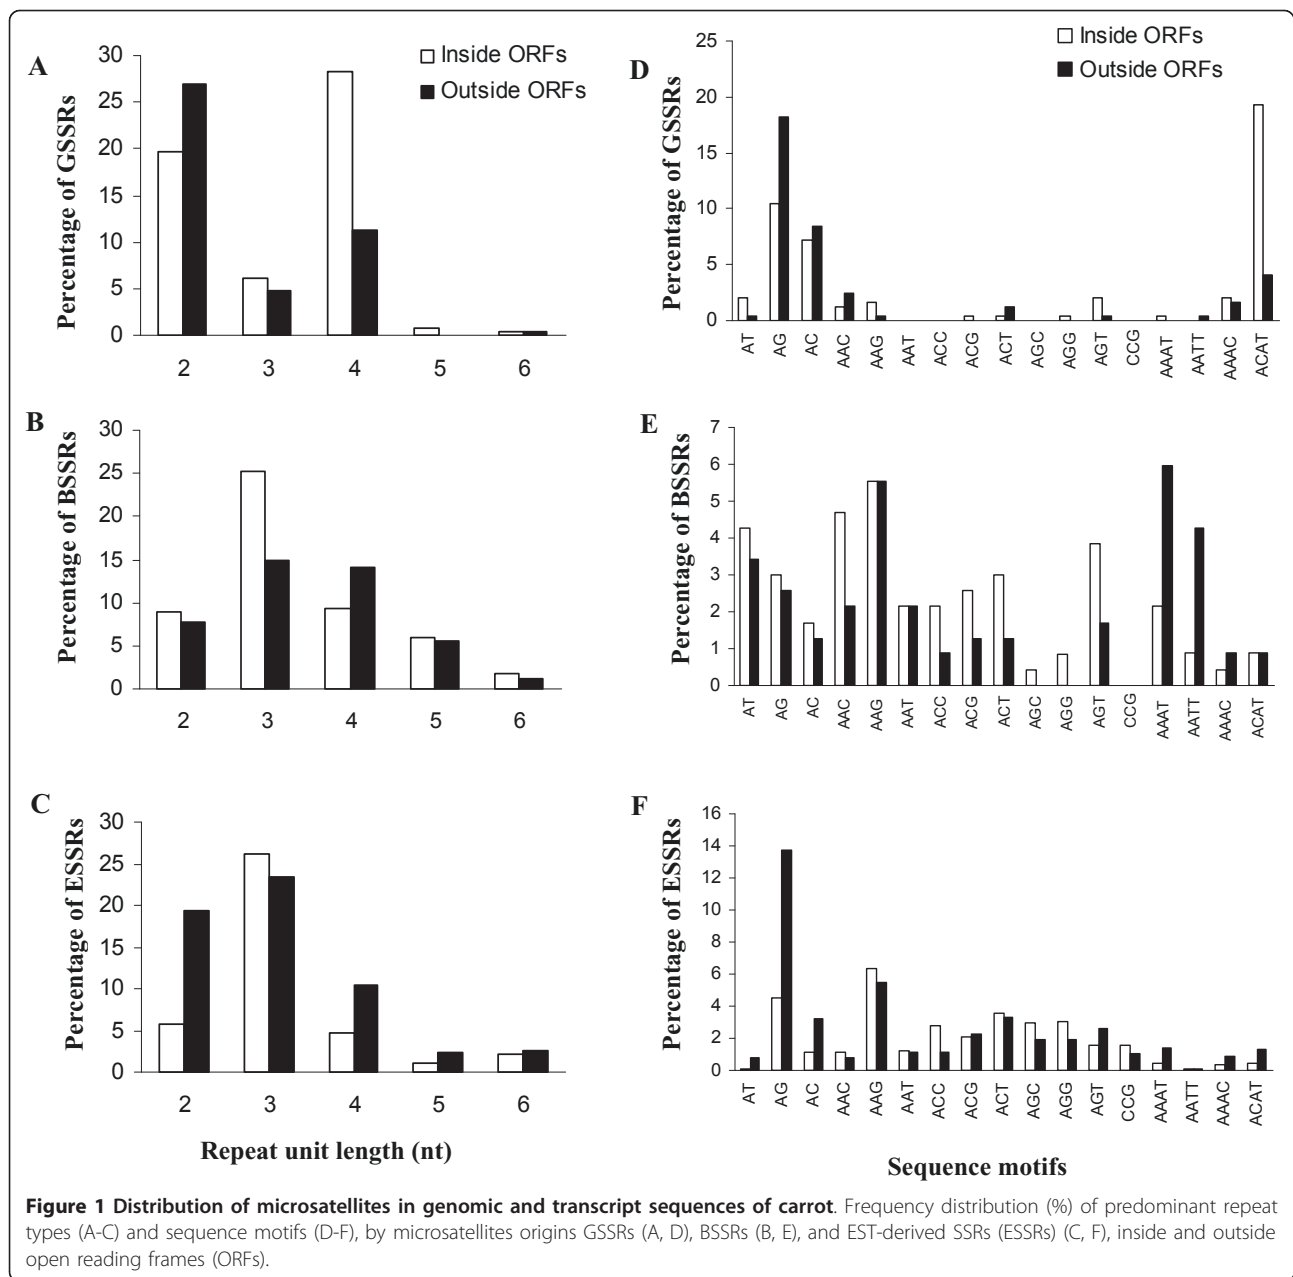 A
Inside ORFs
Outside ORFs
Percentage of GSSRs
30
25
20
15
10
5
0
2 3 4 5 6
B
Percentage of BSSRs
30
25
20
15
10
5
0
2 3 4 5 6
C
Percentage of ESSRs
30
25
20
15
10
5
0
2 3 4 5 6
Repeat unit length (nt)
D
Inside ORFs
Outside ORFs
Percentage of GSSRs
25
20
15
10
5
0
AT AG AC AAC AAG AAT ACC ACG ACT AGC AGG AGT CCG AAAT AATT AAAC ACAT
E
Percentage of BSSRs
7
6
5
4
3
2
1
0
AT AG AC AAC AAG AAT ACC ACG ACT AGC AGG AGT CCG AAAT AATT AAAC ACAT
F
Percentage of ESSRs
16
14
12
10
8
6
4
2
0
AT AG AC AAC AAG AAT ACC ACG ACT AGC AGG AGT CCG AAAT AATT AAAC ACAT
Sequence motifs
Figure 1 Distribution of microsatellites in genomic and transcript sequences of carrot. Frequency distribution (%) of predominant repeat
types (A-C) and sequence motifs (D-F), by microsatellites origins GSSRs (A, D), BSSRs (B, E), and EST-derived SSRs (ESSRs) (C, F), inside and outside
open reading frames (ORFs).